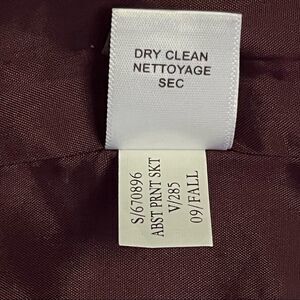 DRY CLEAN
NETTOYAGE
SEC
S/670896
ABST PRNT SKT
V/285
09/FALL